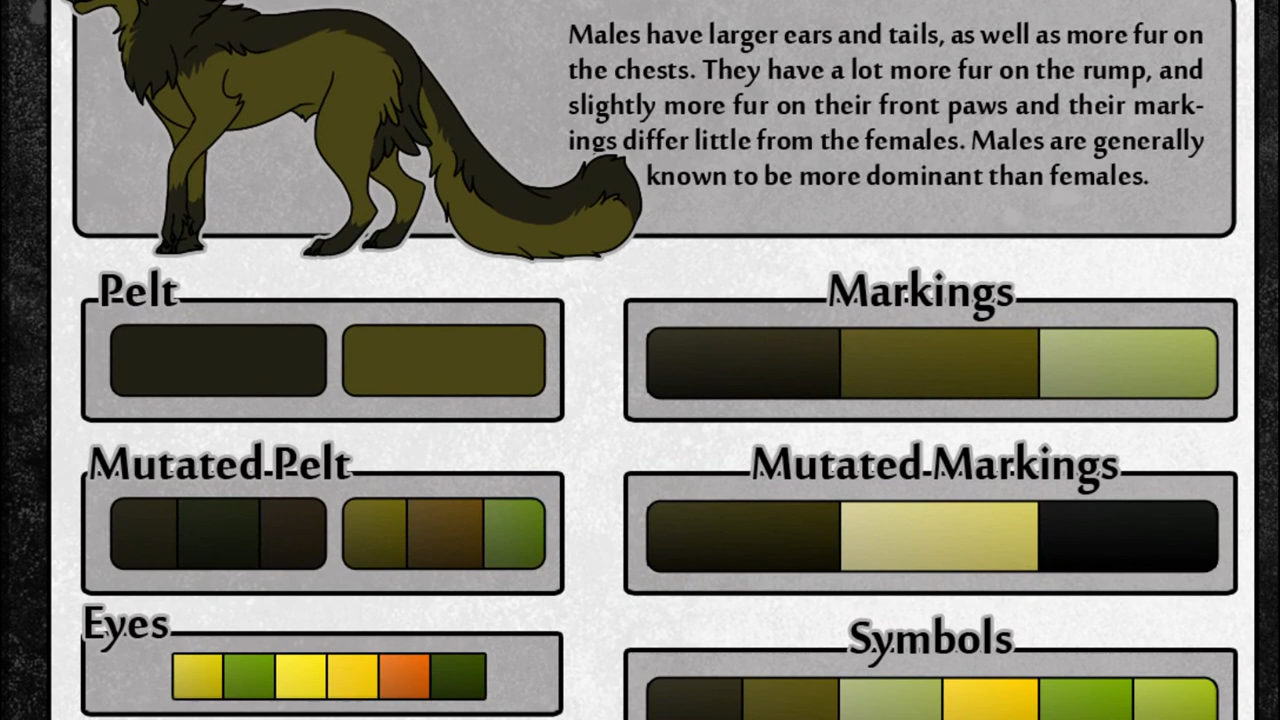 Males have larger ears and tails, as well as more fur on
the chests. They have a lot more fur on the rump, and
slightly more fur on their front paws and their mark-
ings differ little from the females. Males are generally
known to be more dominant than females.
Pelt
Markings
Mutated Pelt
Mutated Markings
Eyes
Symbols